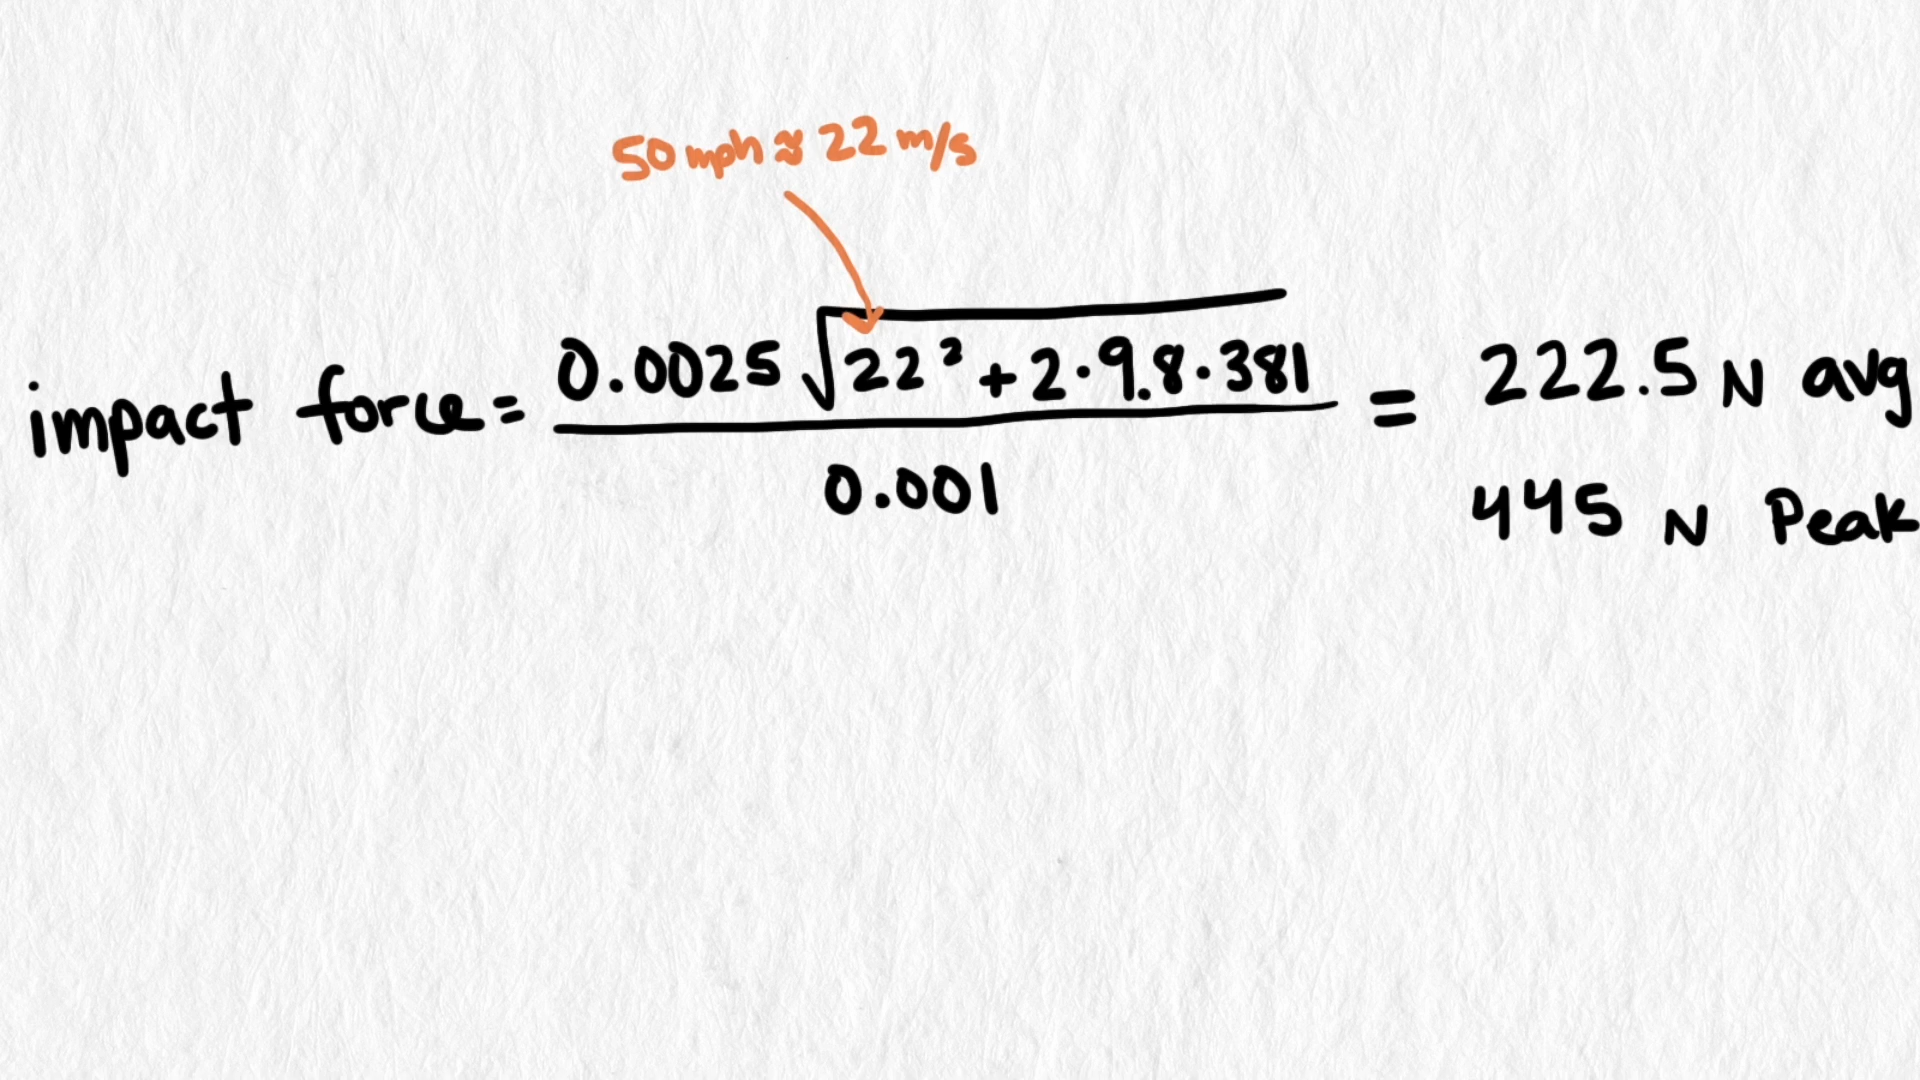 50 mph ≈ 22 m/s
impact force = 0.0025 √22² + 2·9.8·381 = 222.5 N avg
0.001
445 N Peak